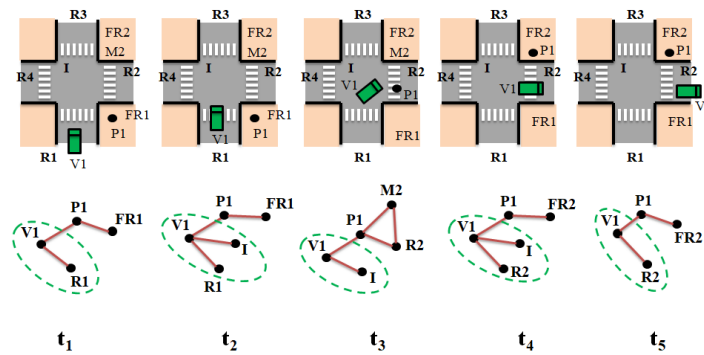 R3 FR2 M2
I
R4 R2
FR1
P1
R1 V1
R3 FR2 M2
I
R4 R2
FR1
P1
R1 V1
R3 FR2 M2
I
R4 R2
V1 P1
FR1
R1
R3 FR2
P1
I
R4 R2
V1
FR1
R1
R3 FR2
P1
I
R4 R2
V
FR1
R1
P1 FR1
V1
R1
P1 FR1
V1
I
R1
M2
P1
V1 R2
I
P1 FR2
V1
I
R2
P1
V1
FR2
R2
t1 t2 t3 t4 t5